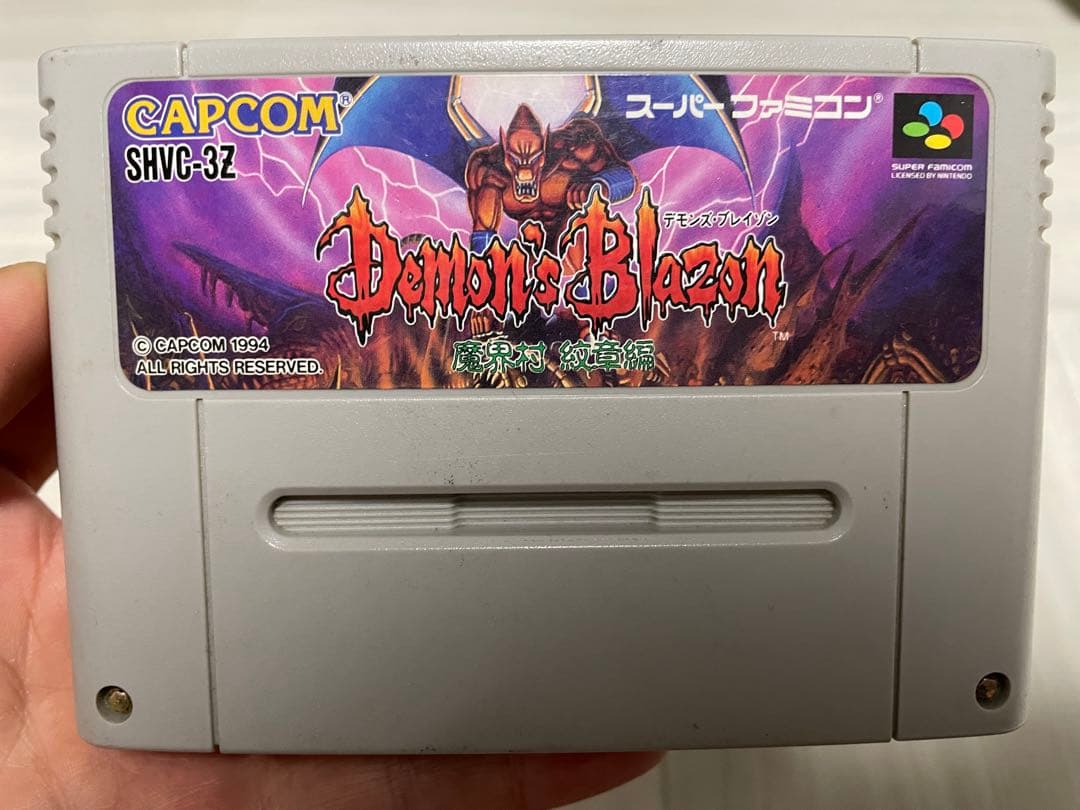 CAPCOM®
SHVC-3Z
スーパーファミコン®
SUPER FAMICOM
LICENSED BY NINTENDO
デモンズ・ブレイゾン
Demon's Blazon
TM
魔界村 紋章編
© CAPCOM 1994
ALL RIGHTS RESERVED.